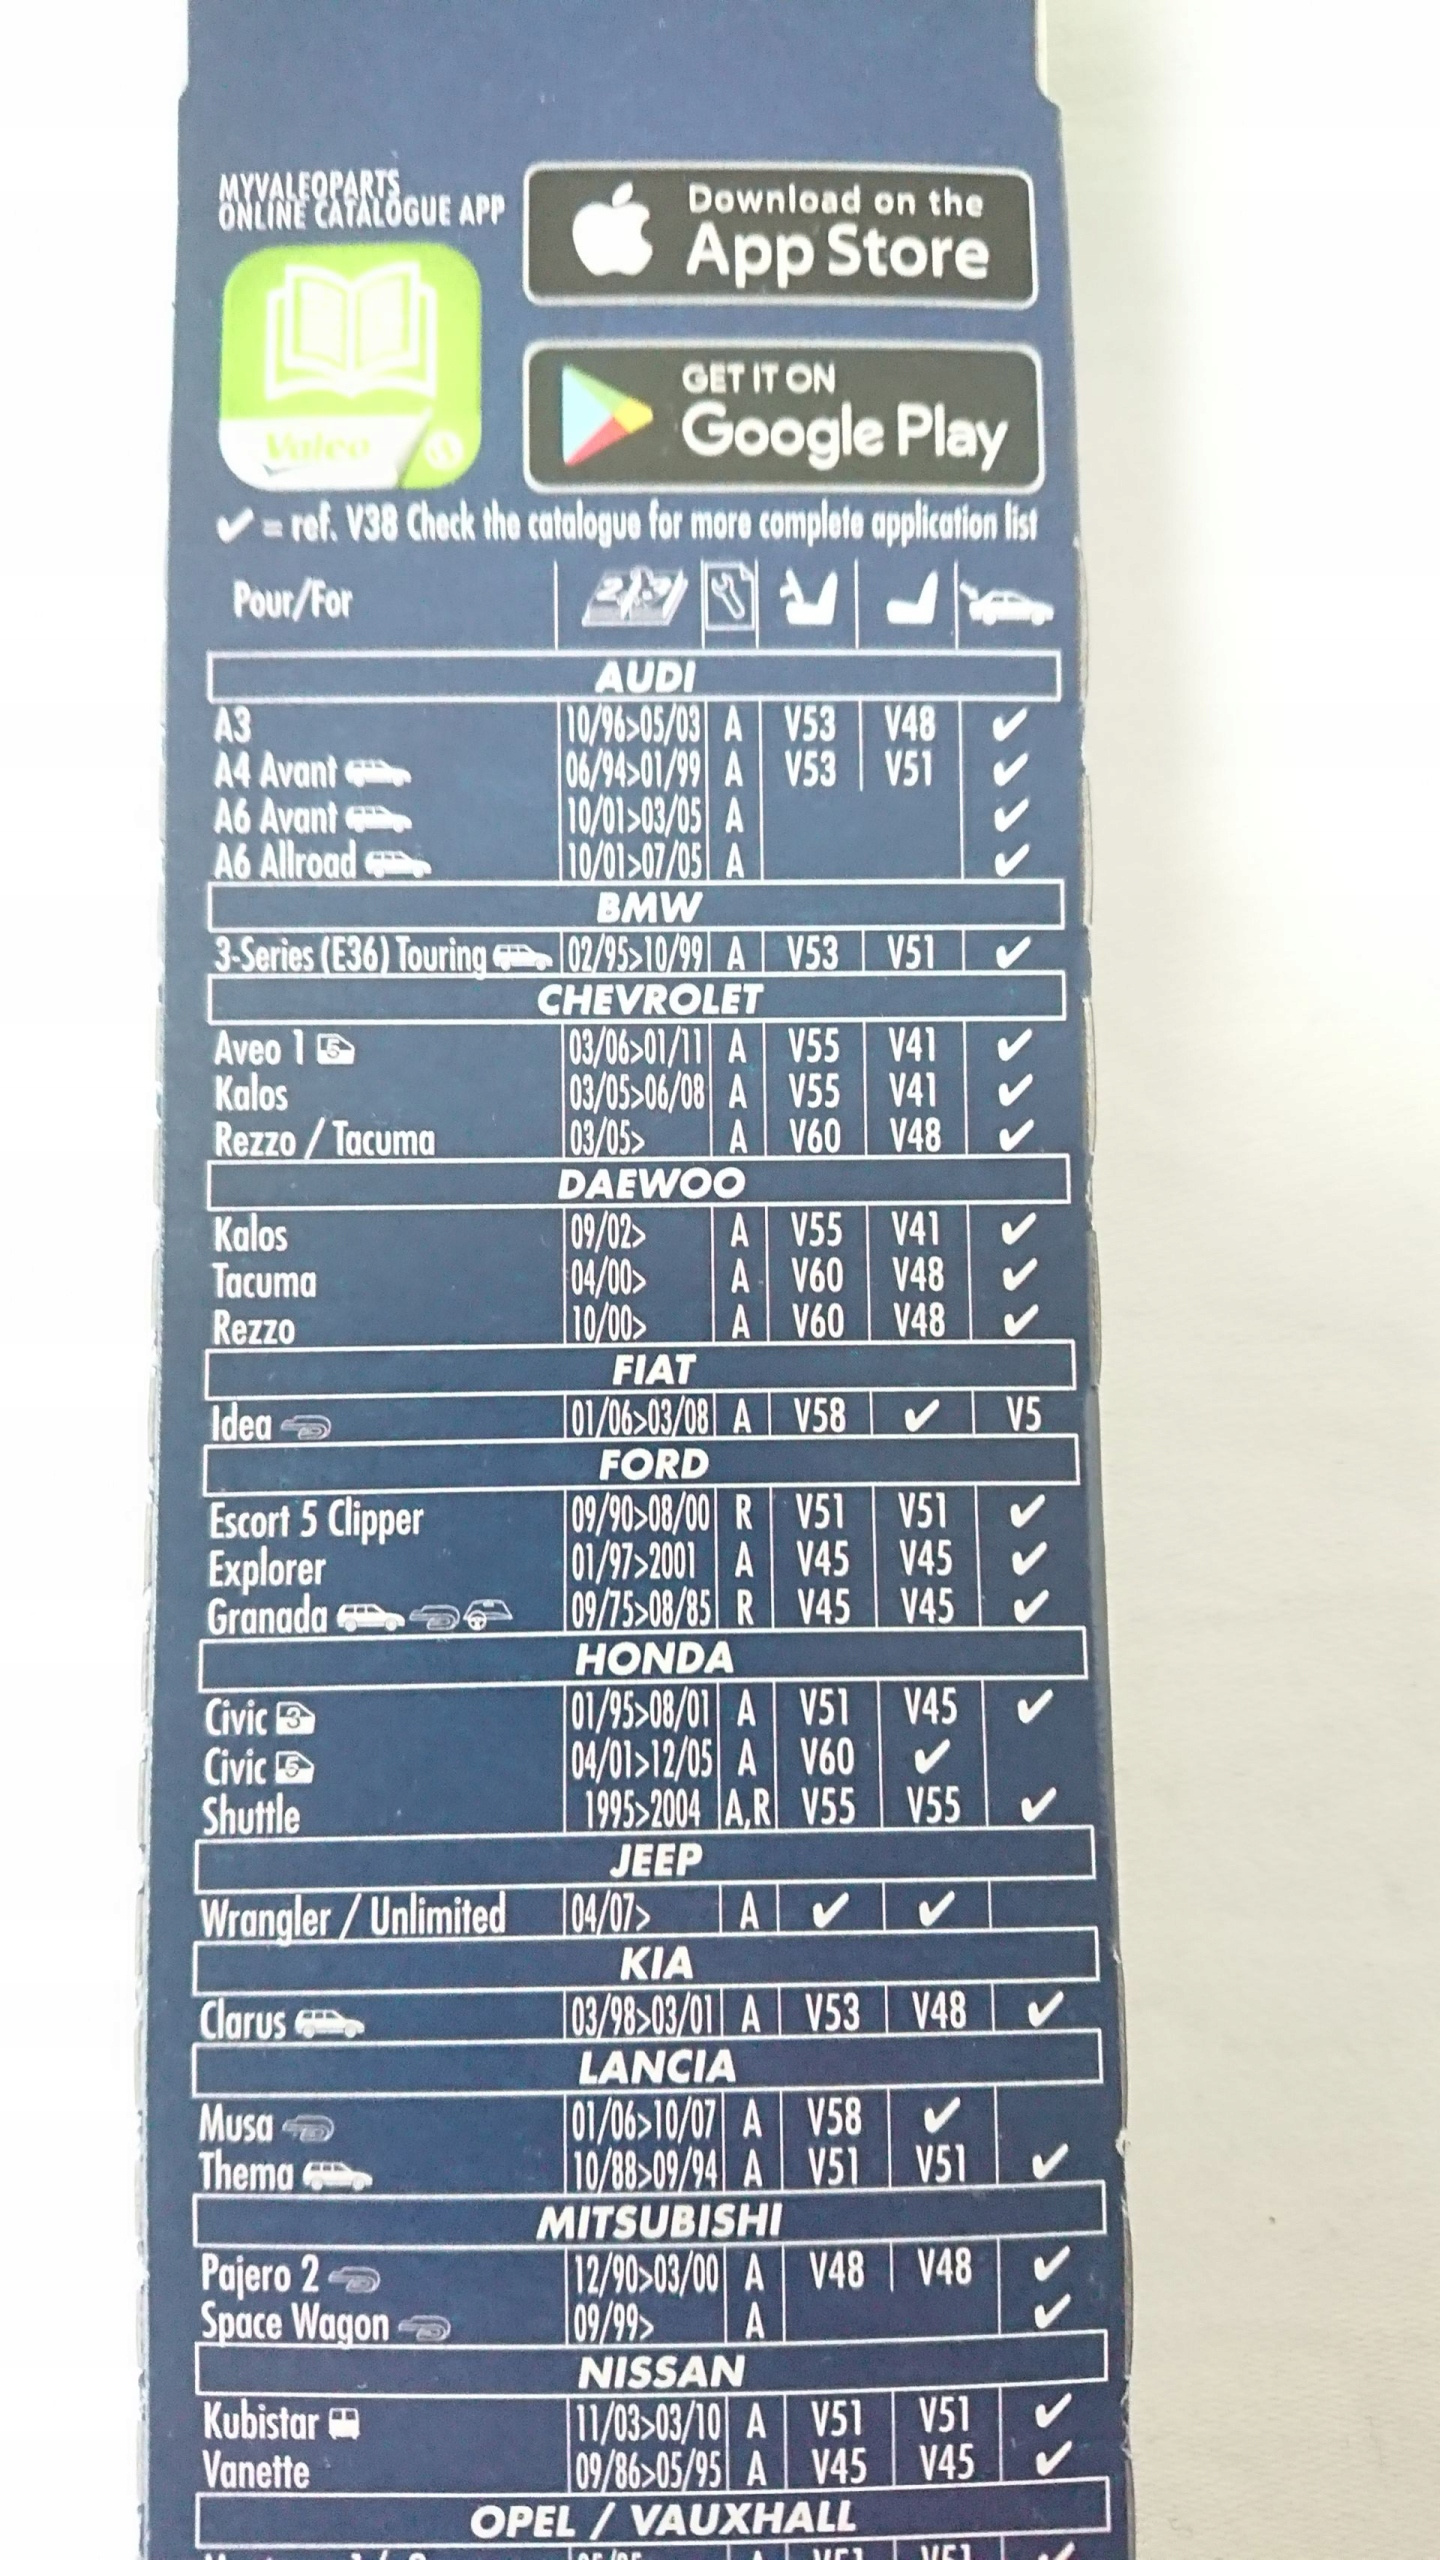 MYVALEOPARTS
ONLINE CATALOGUE APP
Download on the
App Store
Valeo
GET IT ON
Google Play
✔ = ref. V38 Check the catalogue for more complete application list
Pour/For
AUDI
A3 10/96>05/03 A V53 V48 ✔
A4 Avant 06/94>01/99 A V53 V51 ✔
A6 Avant 10/01>03/05 A ✔
A6 Allroad 10/01>07/05 A ✔
BMW
3-Series (E36) Touring 02/95>10/99 A V53 V51 ✔
CHEVROLET
Aveo 1 5 03/06>01/11 A V55 V41 ✔
Kalos 03/05>06/08 A V55 V41 ✔
Rezzo / Tacuma 03/05> A V60 V48 ✔
DAEWOO
Kalos 09/02> A V55 V41 ✔
Tacuma 04/00> A V60 V48 ✔
Rezzo 10/00> A V60 V48 ✔
FIAT
Idea 01/06>03/08 A V58 ✔ V5
FORD
Escort 5 Clipper 09/90>08/00 R V51 V51 ✔
Explorer 01/97>2001 A V45 V45 ✔
Granada 09/75>08/85 R V45 V45 ✔
HONDA
Civic 3 01/95>08/01 A V51 V45 ✔
Civic 5 04/01>12/05 A V60 ✔
Shuttle 1995>2004 A,R V55 V55 ✔
JEEP
Wrangler / Unlimited 04/07> A ✔ ✔
KIA
Clarus 03/98>03/01 A V53 V48 ✔
LANCIA
Musa 01/06>10/07 A V58 ✔
Thema 10/88>09/94 A V51 V51 ✔
MITSUBISHI
Pajero 2 12/90>03/00 A V48 V48 ✔
Space Wagon 09/99> A ✔
NISSAN
Kubistar 11/03>03/10 A V51 V51 ✔
Vanette 09/86>05/95 A V45 V45 ✔
OPEL / VAUXHALL
A V51 V51 ✔